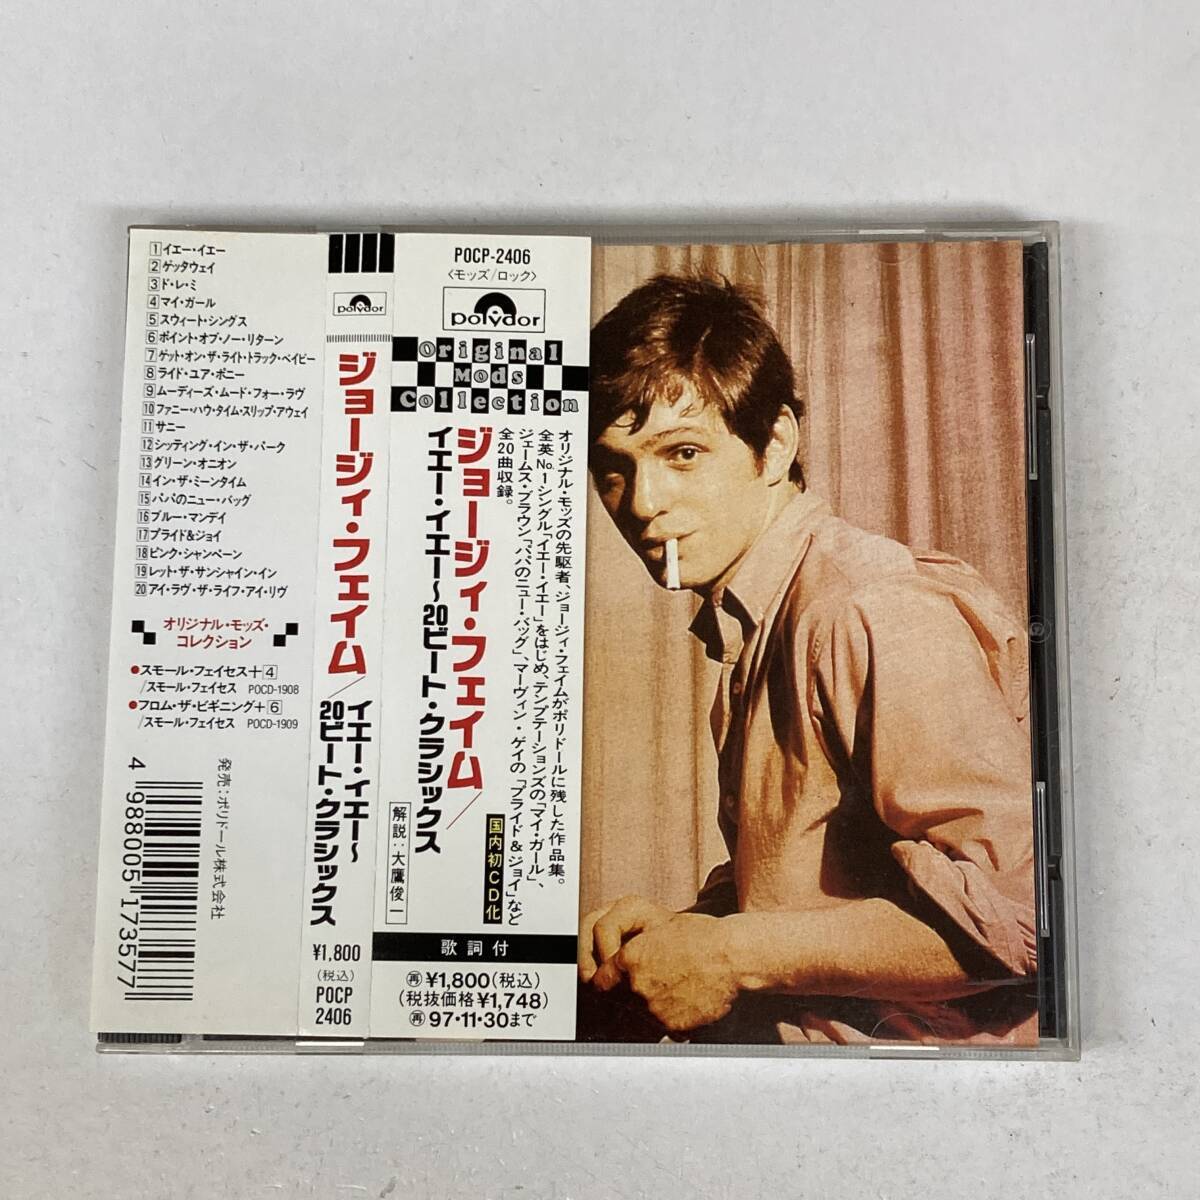 1 イエー・イエー
2 ゲッタウェイ
3 ド・レ・ミ
4 マイ・ガール
5 スウィート・シングス
6 ポイント・オブ・ノー・リターン
7 ゲット・オン・ザ・ライト・トラック・ベイビー
8 ライド・ユア・ポニー
9 ムーディーズ・ムード・フォー・ラヴ
10 ファニー・ハウ・タイム・スリップ・アウェイ
11 サニー
12 シッティング・イン・ザ・パーク
13 グリーン・オニオン
14 イン・ザ・ミーンタイム
15 パパのニュー・バッグ
16 ブルー・マンデイ
17 プライド&ジョイ
18 ピンク・シャンペーン
19 レット・ザ・サンシャイン・イン
20 アイ・ラヴ・ザ・ライフ・アイ・リヴ
オリジナル・モッズ・
コレクション
●スモール・フェイセス+4
/スモール・フェイセス POCD-1908
●フロム・ザ・ビギニング+6
/スモール・フェイセス POCD-1909
発売:ポリドール株式会社
4 988005 173577
polydor
ジョージィ・フェイム/
イエー・イエー〜
20ビート・クラシックス
¥1,800
(税込)
POCP
2406
POCP-2406
〈モッズ/ロック〉
polydor
Original
Mods
Collection
オリジナル・モッズの先駆者、ジョージィ・フェイムがポリドールに残した作品集。
全英No.1シングル「イエー・イエー」をはじめ、テンプテーションズの「マイ・ガール」、
ジェームス・ブラウン「パパのニュー・バッグ」、マーヴィン・ゲイの「プライド&ジョイ」など
全20曲収録。
ジョージィ・フェイム/
イエー・イエー〜20ビート・クラシックス
国内初CD化
解説:大鷹俊一
歌詞付
再¥1,800(税込)
(税抜価格¥1,748)
再97・11・30まで